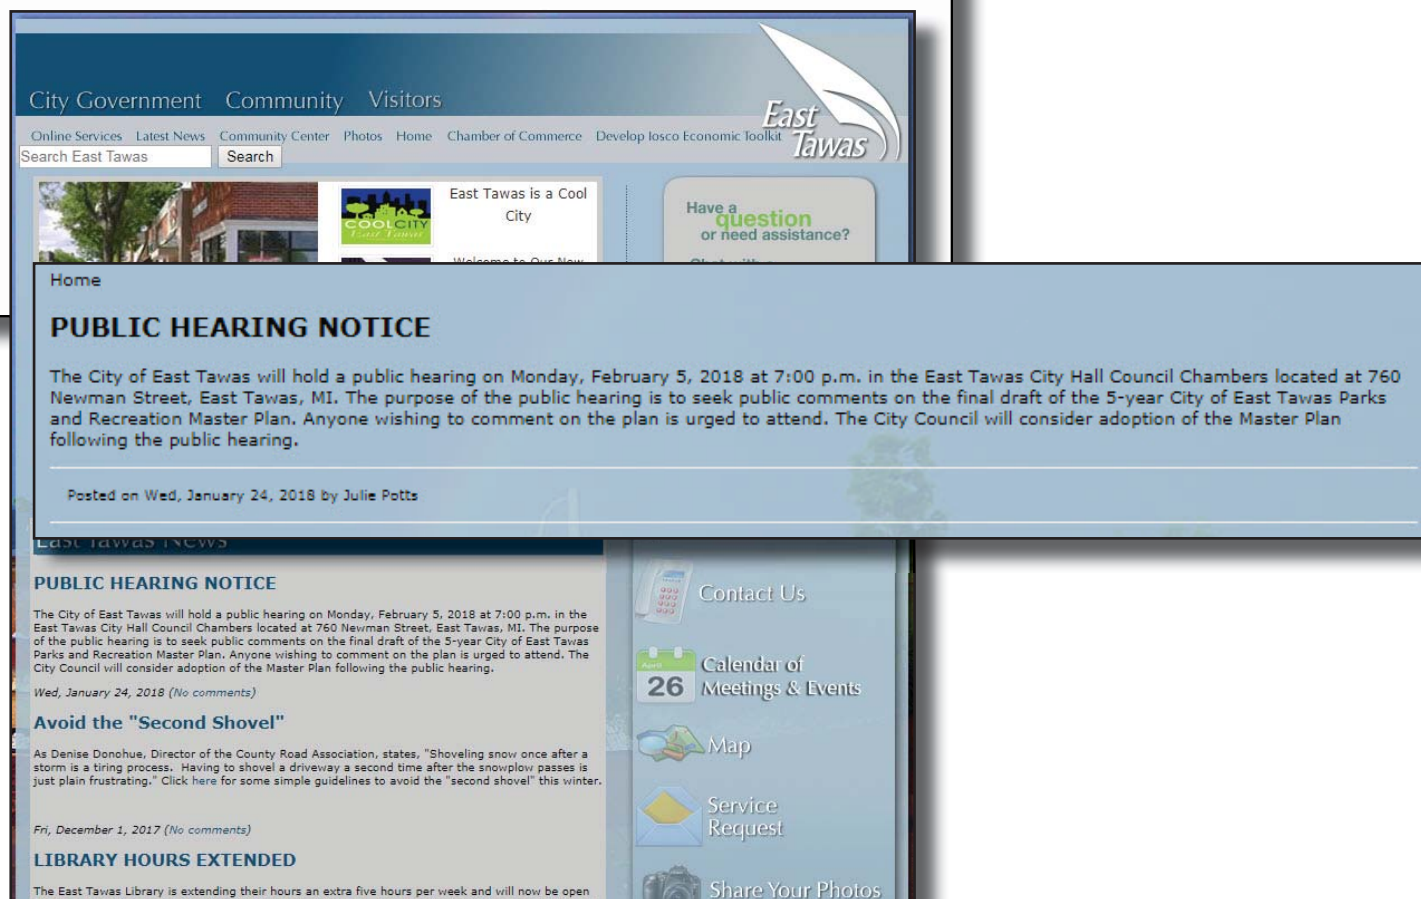 City Government Community Visitors
East
Tawas
Online Services Latest News Community Center Photos Home Chamber of Commerce Develop Iosco Economic Toolkit
Search East Tawas Search
COOLCITY
East Tawas
East Tawas is a Cool
City
Welcome to Our New
Have a
question
or need assistance?
Chat with
Home
PUBLIC HEARING NOTICE
The City of East Tawas will hold a public hearing on Monday, February 5, 2018 at 7:00 p.m. in the East Tawas City Hall Council Chambers located at 760
Newman Street, East Tawas, MI. The purpose of the public hearing is to seek public comments on the final draft of the 5-year City of East Tawas Parks
and Recreation Master Plan. Anyone wishing to comment on the plan is urged to attend. The City Council will consider adoption of the Master Plan
following the public hearing.
Posted on Wed, January 24, 2018 by Julie Potts
East Tawas News
PUBLIC HEARING NOTICE
The City of East Tawas will hold a public hearing on Monday, February 5, 2018 at 7:00 p.m. in the
East Tawas City Hall Council Chambers located at 760 Newman Street, East Tawas, MI. The purpose
of the public hearing is to seek public comments on the final draft of the 5-year City of East Tawas
Parks and Recreation Master Plan. Anyone wishing to comment on the plan is urged to attend. The
City Council will consider adoption of the Master Plan following the public hearing.
Wed, January 24, 2018 (No comments)
Avoid the "Second Shovel"
As Denise Donohue, Director of the County Road Association, states, "Shoveling snow once after a
storm is a tiring process. Having to shovel a driveway a second time after the snowplow passes is
just plain frustrating." Click here for some simple guidelines to avoid the "second shovel" this winter.
Fri, December 1, 2017 (No comments)
LIBRARY HOURS EXTENDED
The East Tawas Library is extending their hours an extra five hours per week and will now be open
Contact Us
April
26
Calendar of
Meetings & Events
Map
Service
Request
Share Your Photos